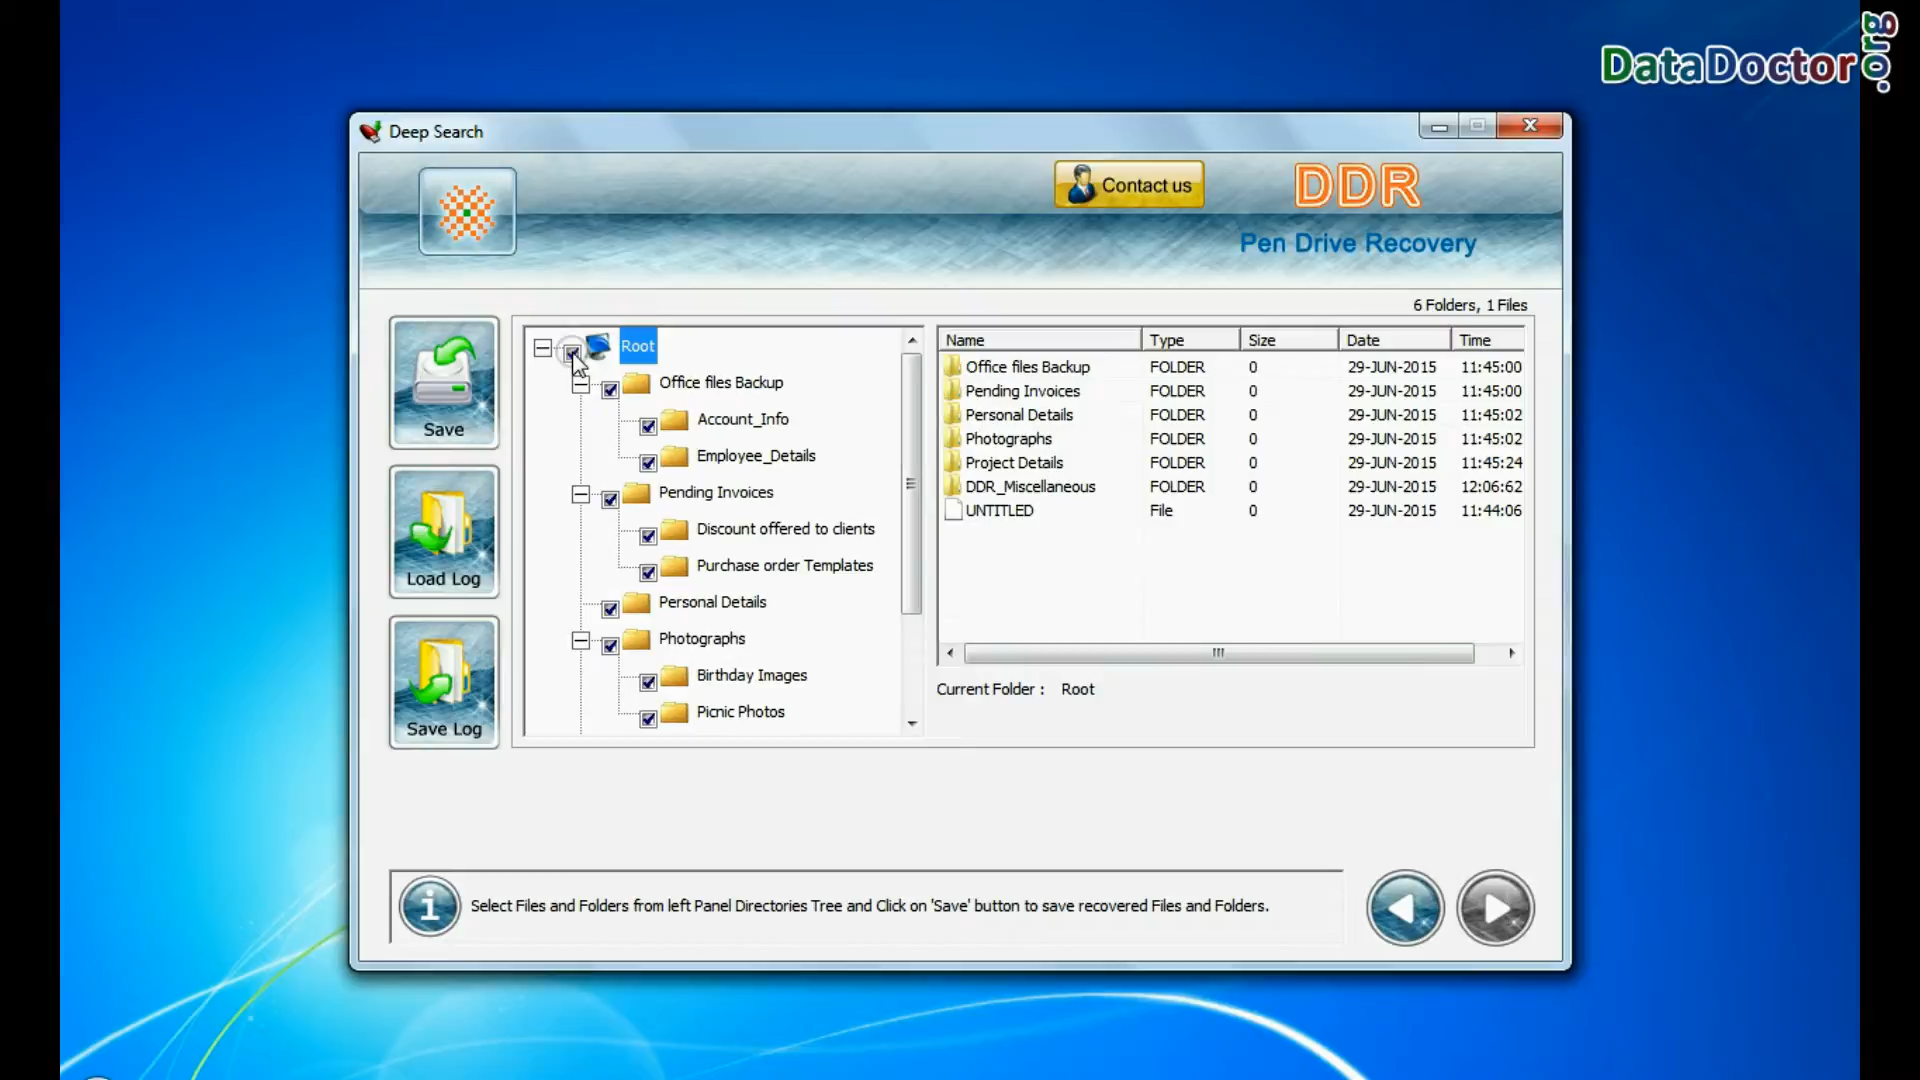 DataDoctor.org
Deep Search
Contact us
DDR
Pen Drive Recovery
6 Folders, 1 Files
Save
Load Log
Save Log
Root
Office files Backup
Account_Info
Employee_Details
Pending Invoices
Discount offered to clients
Purchase order Templates
Personal Details
Photographs
Birthday Images
Picnic Photos
Name Type Size Date Time
Office files Backup FOLDER 0 29-JUN-2015 11:45:00
Pending Invoices FOLDER 0 29-JUN-2015 11:45:00
Personal Details FOLDER 0 29-JUN-2015 11:45:02
Photographs FOLDER 0 29-JUN-2015 11:45:02
Project Details FOLDER 0 29-JUN-2015 11:45:24
DDR_Miscellaneous FOLDER 0 29-JUN-2015 12:06:62
UNTITLED File 0 29-JUN-2015 11:44:06
Current Folder : Root
Select Files and Folders from left Panel Directories Tree and Click on 'Save' button to save recovered Files and Folders.